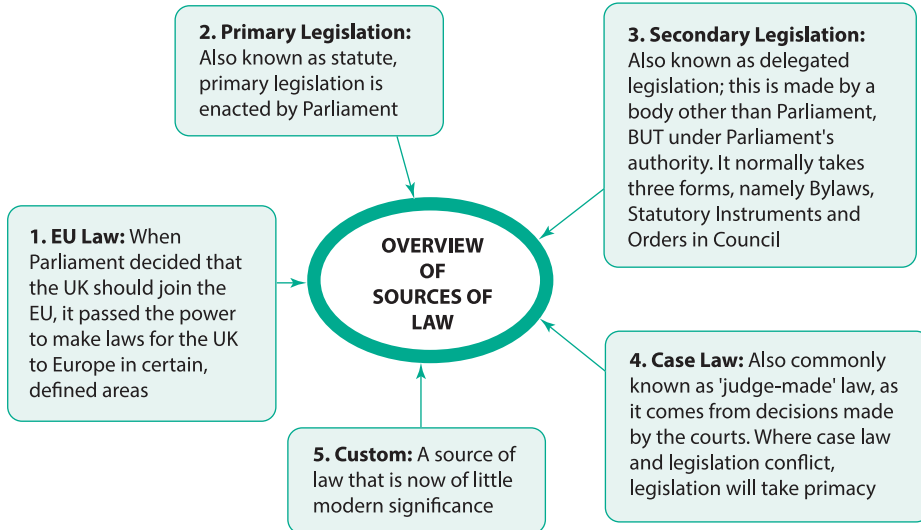 2. Primary Legislation:
Also known as statute,
primary legislation is
enacted by Parliament
3. Secondary Legislation:
Also known as delegated
legislation; this is made by a
body other than Parliament,
BUT under Parliament's
authority. It normally takes
three forms, namely Bylaws,
Statutory Instruments and
Orders in Council
1. EU Law: When
Parliament decided that
the UK should join the
EU, it passed the power
to make laws for the UK
to Europe in certain,
defined areas
OVERVIEW
OF
SOURCES OF
LAW
4. Case Law: Also commonly
known as 'judge-made' law, as
it comes from decisions made
by the courts. Where case law
and legislation conflict,
legislation will take primacy
5. Custom: A source of
law that is now of little
modern significance